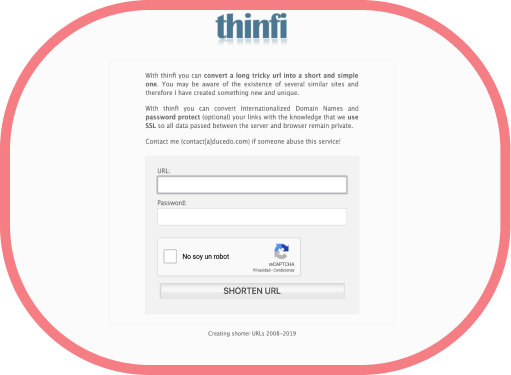 thinfi
With thinfi you can convert a long tricky url into a short and simple
one. You may be aware of the existence of several similar sites and
therefore I have created something new and unique.
With thinfi you can convert Internationalized Domain Names and
password protect (optional) your links with the knowledge that we use
SSL so all data passed between the server and browser remain private.
Contact me (contact[a]ducedo.com) if someone abuse this service!
URL:
Password:
No soy un robot
reCAPTCHA
Privacidad - Condiciones
SHORTEN URL
Creating shorter URLs 2008-2019